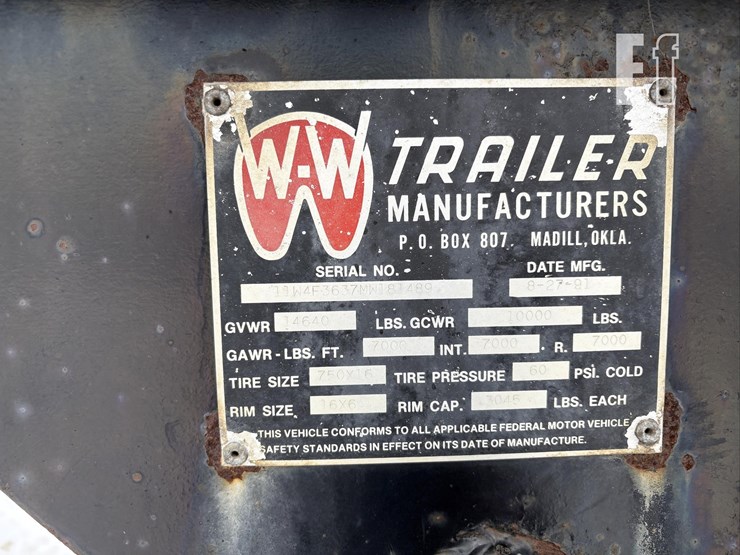 Ef
W-W TRAILER
MANUFACTURERS
P.O. BOX 807. MADILL, OKLA.
SERIAL NO. DATE MFG.
8-27-81
GVWR 14640 LBS. GCWR 10000 LBS.
GAWR - LBS. FT. 7000 INT. 7000 R. 7000
TIRE SIZE 750X16 TIRE PRESSURE 60 PSI. COLD
RIM SIZE 16X6 RIM CAP. 3045 LBS. EACH
THIS VEHICLE CONFORMS TO ALL APPLICABLE FEDERAL MOTOR VEHICLE
SAFETY STANDARDS IN EFFECT ON ITS DATE OF MANUFACTURE.